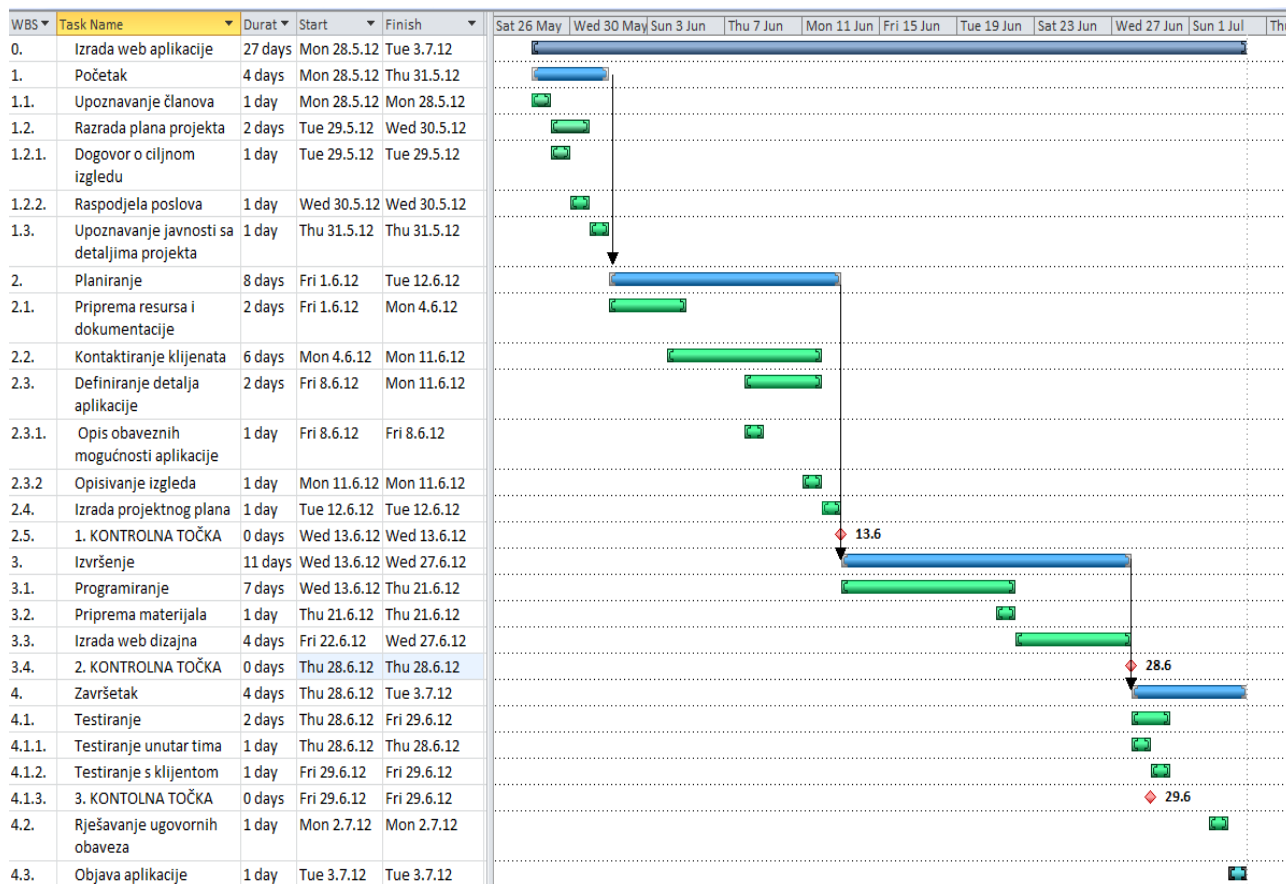 WBS Task Name Durat Start Finish Sat 26 May Wed 30 May Sun 3 Jun Thu 7 Jun Mon 11 Jun Fri 15 Jun Tue 19 Jun Sat 23 Jun Wed 27 Jun Sun 1 Jul Thu
0. Izrada web aplikacije 27 days Mon 28.5.12 Tue 3.7.12
1. Početak 4 days Mon 28.5.12 Thu 31.5.12
1.1. Upoznavanje članova 1 day Mon 28.5.12 Mon 28.5.12
1.2. Razrada plana projekta 2 days Tue 29.5.12 Wed 30.5.12
1.2.1. Dogovor o ciljnom 1 day Tue 29.5.12 Tue 29.5.12
izgledu
1.2.2. Raspodjela poslova 1 day Wed 30.5.12 Wed 30.5.12
1.3. Upoznavanje javnosti sa 1 day Thu 31.5.12 Thu 31.5.12
detaljima projekta
2. Planiranje 8 days Fri 1.6.12 Tue 12.6.12
2.1. Priprema resursa i 2 days Fri 1.6.12 Mon 4.6.12
dokumentacije
2.2. Kontaktiranje klijenata 6 days Mon 4.6.12 Mon 11.6.12
2.3. Definiranje detalja 2 days Fri 8.6.12 Mon 11.6.12
aplikacije
2.3.1. Opis obaveznih 1 day Fri 8.6.12 Fri 8.6.12
mogućnosti aplikacije
2.3.2 Opisivanje izgleda 1 day Mon 11.6.12 Mon 11.6.12
2.4. Izrada projektnog plana 1 day Tue 12.6.12 Tue 12.6.12
2.5. 1. KONTROLNA TOČKA 0 days Wed 13.6.12 Wed 13.6.12 13.6
3. Izvršenje 11 days Wed 13.6.12 Wed 27.6.12
3.1. Programiranje 7 days Wed 13.6.12 Thu 21.6.12
3.2. Priprema materijala 1 day Thu 21.6.12 Thu 21.6.12
3.3. Izrada web dizajna 4 days Fri 22.6.12 Wed 27.6.12
3.4. 2. KONTROLNA TOČKA 0 days Thu 28.6.12 Thu 28.6.12 28.6
4. Završetak 4 days Thu 28.6.12 Tue 3.7.12
4.1. Testiranje 2 days Thu 28.6.12 Fri 29.6.12
4.1.1. Testiranje unutar tima 1 day Thu 28.6.12 Thu 28.6.12
4.1.2. Testiranje s klijentom 1 day Fri 29.6.12 Fri 29.6.12
4.1.3. 3. KONTOLNA TOČKA 0 days Fri 29.6.12 Fri 29.6.12 29.6
4.2. Rješavanje ugovornih 1 day Mon 2.7.12 Mon 2.7.12
obaveza
4.3. Objava aplikacije 1 day Tue 3.7.12 Tue 3.7.12